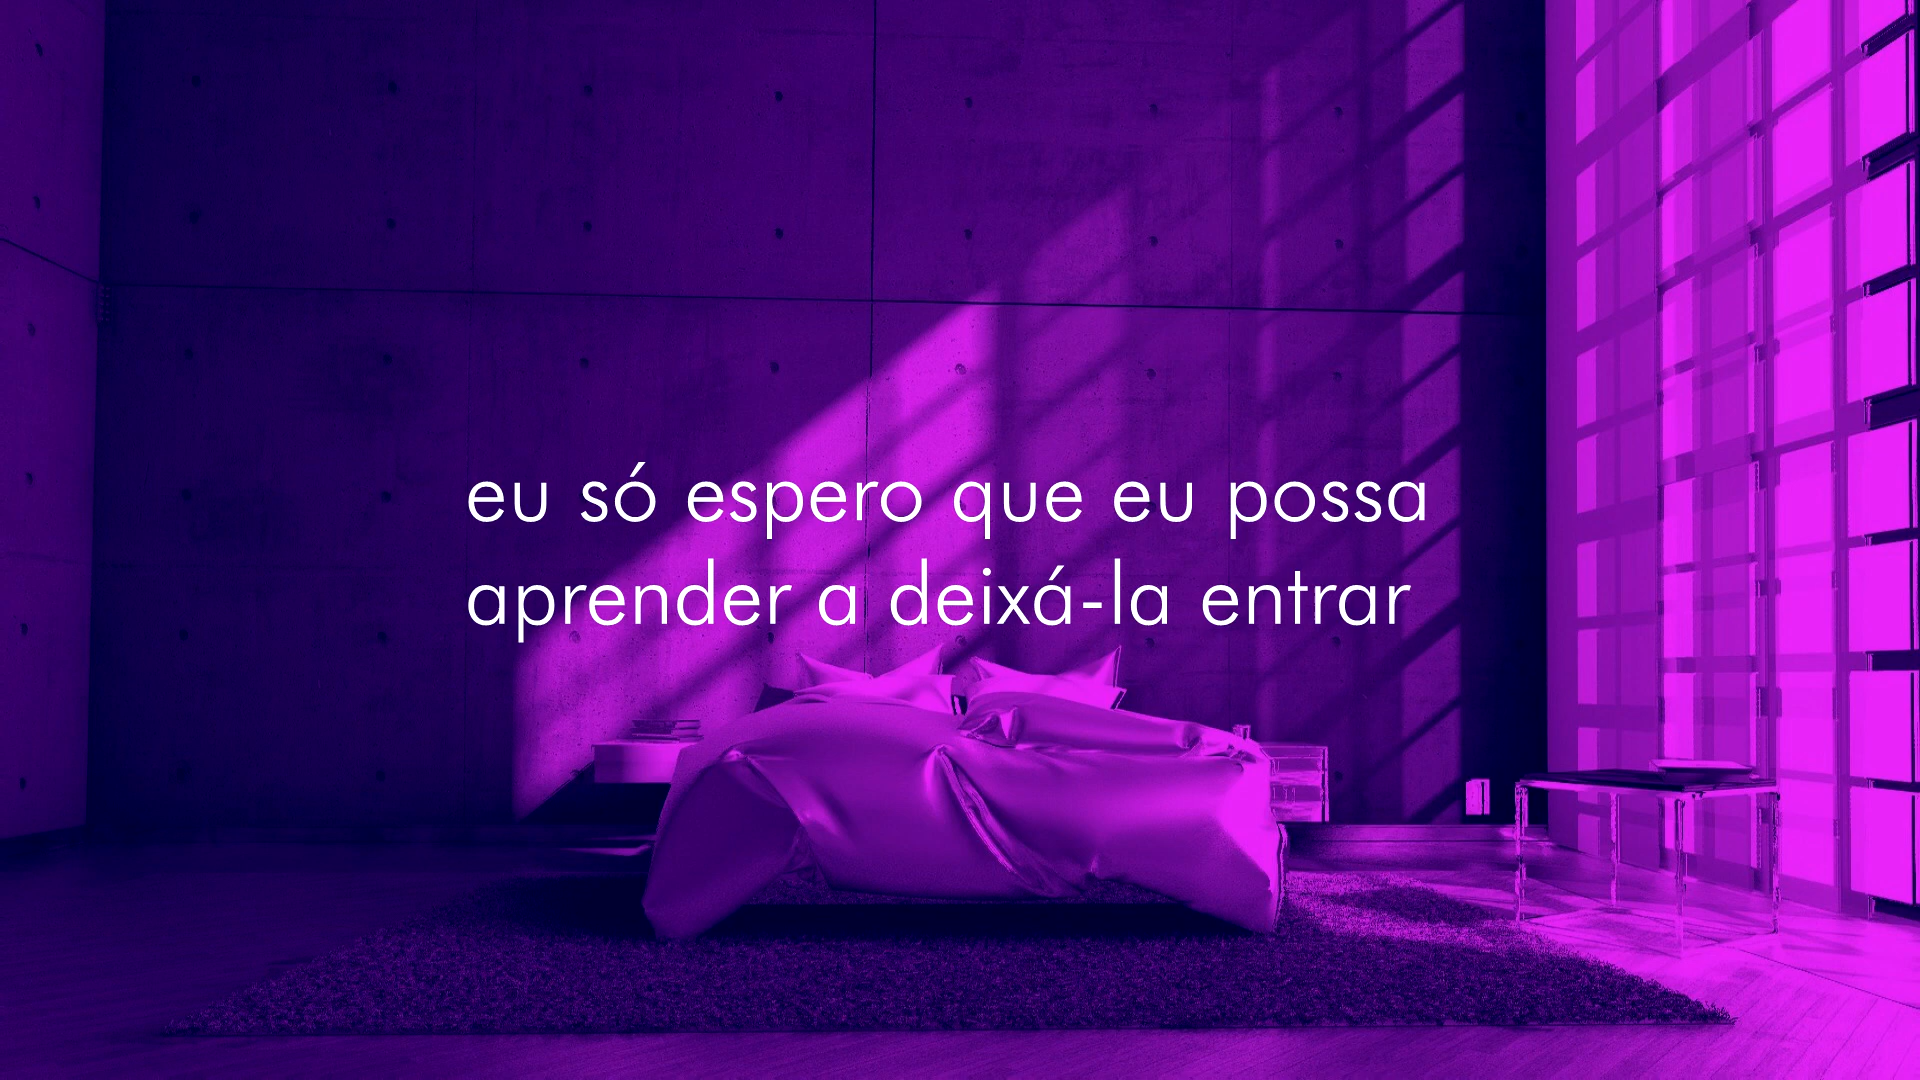 eu só espero que eu possa
aprender a deixá-la entrar